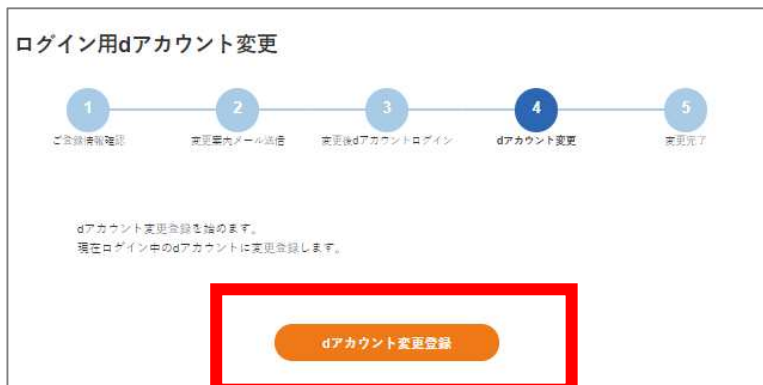 ログイン用dアカウント変更
1
2
3
4
5
ご登録情報確認
変更案内メール送信
変更後dアカウントログイン
dアカウント変更
変更完了
dアカウント変更登録を始めます。
現在ログイン中のdアカウントに変更登録します。
dアカウント変更登録